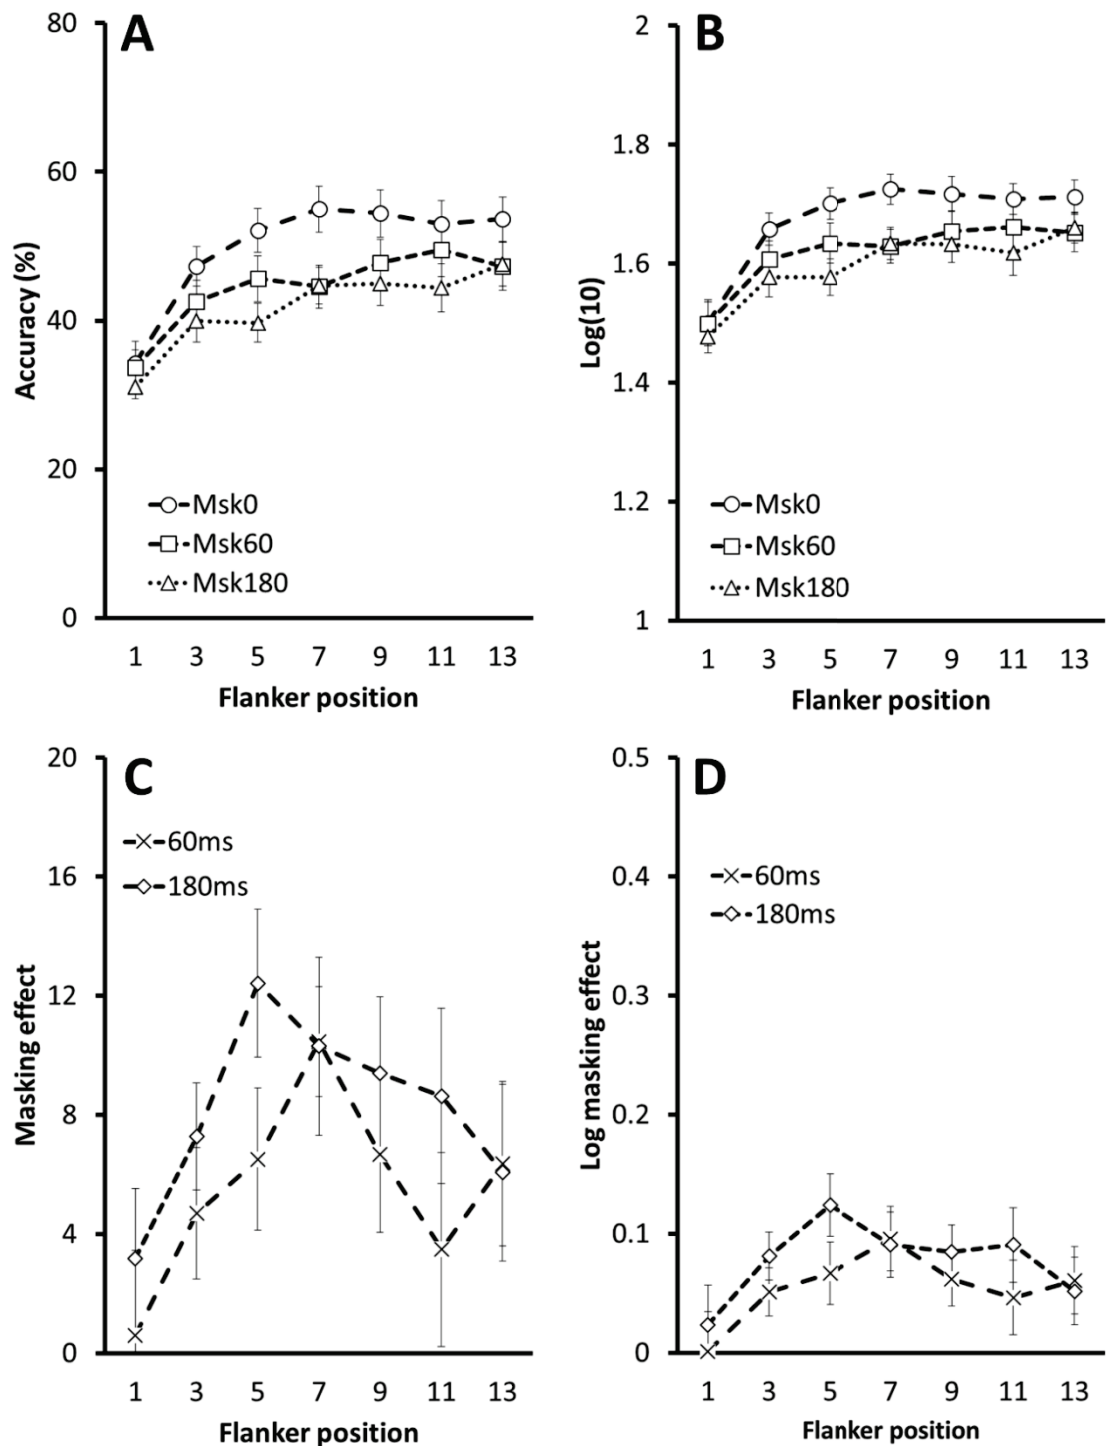 A
80
60
40
20
0
Accuracy (%)
Msk0
Msk60
Msk180
1 3 5 7 9 11 13
Flanker position
B
2
1.8
1.6
1.4
1.2
1
Log(10)
Msk0
Msk60
Msk180
1 3 5 7 9 11 13
Flanker position
C
20
16
12
8
4
0
Masking effect
60ms
180ms
1 3 5 7 9 11 13
Flanker position
D
0.5
0.4
0.3
0.2
0.1
0
Log masking effect
60ms
180ms
1 3 5 7 9 11 13
Flanker position